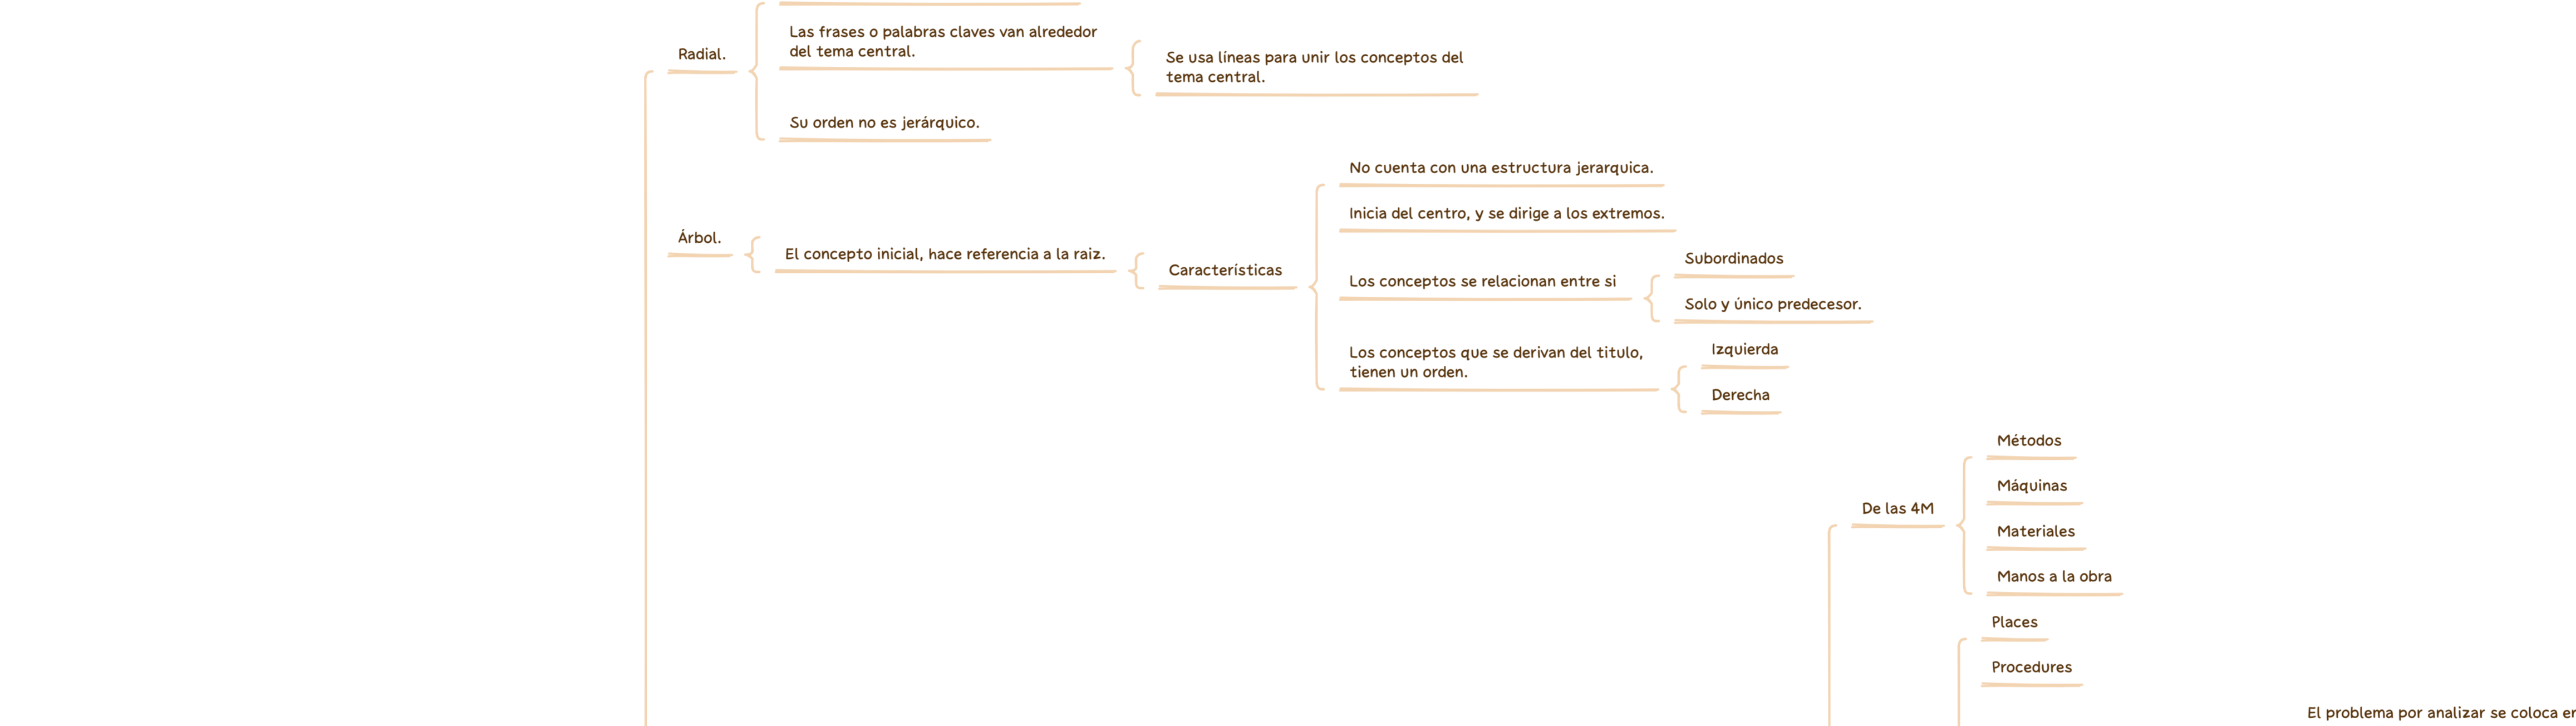 Radial.
Las frases o palabras claves van alrededor
del tema central.
Se usa líneas para unir los conceptos del
tema central.
Su orden no es jerárquico.
Árbol.
El concepto inicial, hace referencia a la raiz.
Características
No cuenta con una estructura jerarquica.
Inicia del centro, y se dirige a los extremos.
Los conceptos se relacionan entre si
Subordinados
Solo y único predecesor.
Los conceptos que se derivan del titulo,
tienen un orden.
Izquierda
Derecha
De las 4M
Métodos
Máquinas
Materiales
Manos a la obra
Places
Procedures
El problema por analizar se coloca en